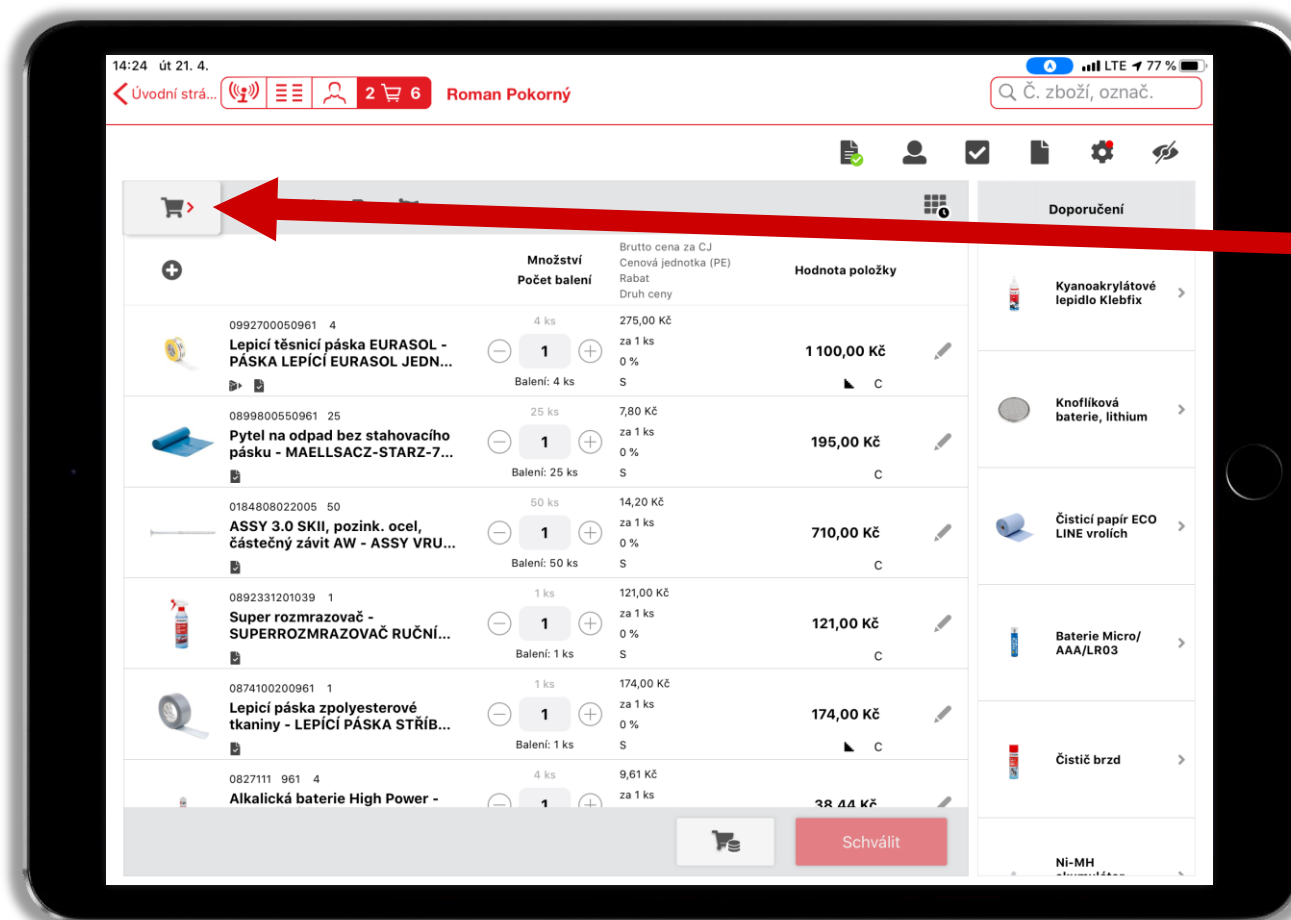 14:24 út 21. 4.
LTE 77 %
Úvodní strá...
2 6
Roman Pokorný
Č. zboží, označ.
Doporučení
Množství
Počet balení
Brutto cena za CJ
Cenová jednotka (PE)
Rabat
Druh ceny
Hodnota položky
0992700050961 4
Lepicí těsnicí páska EURASOL -
PÁSKA LEPÍCÍ EURASOL JEDN...
4 ks
1
Balení: 4 ks
275,00 Kč
za 1 ks
0 %
S
1 100,00 Kč
C
0899800550961 25
Pytel na odpad bez stahovacího
pásku - MAELLSACZ-STARZ-7...
25 ks
1
Balení: 25 ks
7,80 Kč
za 1 ks
0 %
S
195,00 Kč
C
0184808022005 50
ASSY 3.0 SKII, pozink. ocel,
částečný závit AW - ASSY VRU...
50 ks
1
Balení: 50 ks
14,20 Kč
za 1 ks
0 %
S
710,00 Kč
C
0892331201039 1
Super rozmrazovač -
SUPERROZMRAZOVAČ RUČNÍ...
1 ks
1
Balení: 1 ks
121,00 Kč
za 1 ks
0 %
S
121,00 Kč
C
0874100200961 1
Lepicí páska zpolyesterové
tkaniny - LEPÍCÍ PÁSKA STŘÍB...
1 ks
1
Balení: 1 ks
174,00 Kč
za 1 ks
0 %
S
174,00 Kč
C
0827111 961 4
Alkalická baterie High Power -
4 ks
1
9,61 Kč
za 1 ks
38,44 Kč
Schválit
Kyanoakrylátové
lepidlo Klebfix
Knoflíková
baterie, lithium
Čisticí papír ECO
LINE vrolích
Baterie Micro/
AAA/LR03
Čistič brzd
Ni-MH